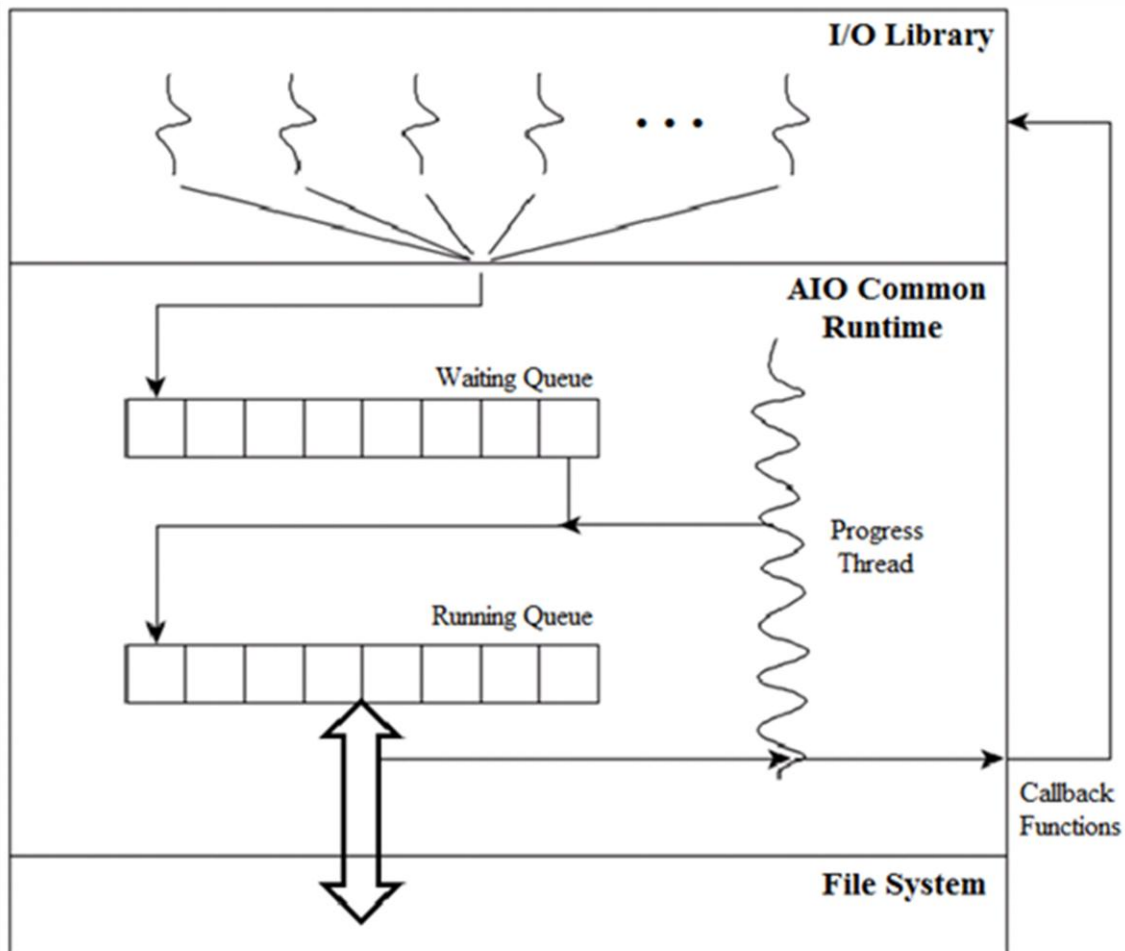 I/O Library
AIO Common
Runtime
Waiting Queue
Progress
Thread
Running Queue
Callback
Functions
File System